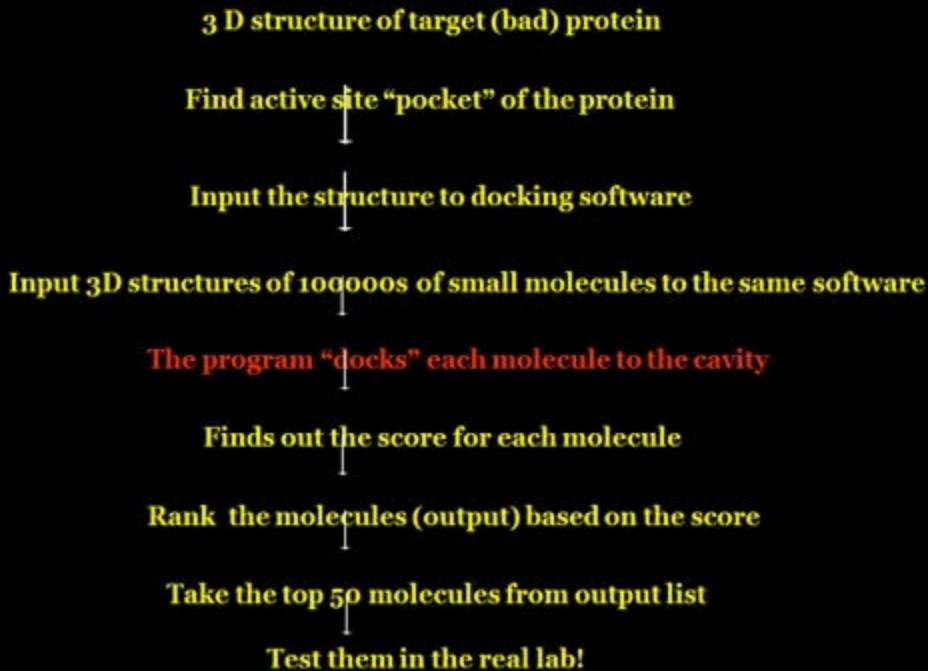 3 D structure of target (bad) protein
Find active site “pocket” of the protein
Input the structure to docking software
Input 3D structures of 100000s of small molecules to the same software
The program “docks” each molecule to the cavity
Finds out the score for each molecule
Rank the molecules (output) based on the score
Take the top 50 molecules from output list
Test them in the real lab!